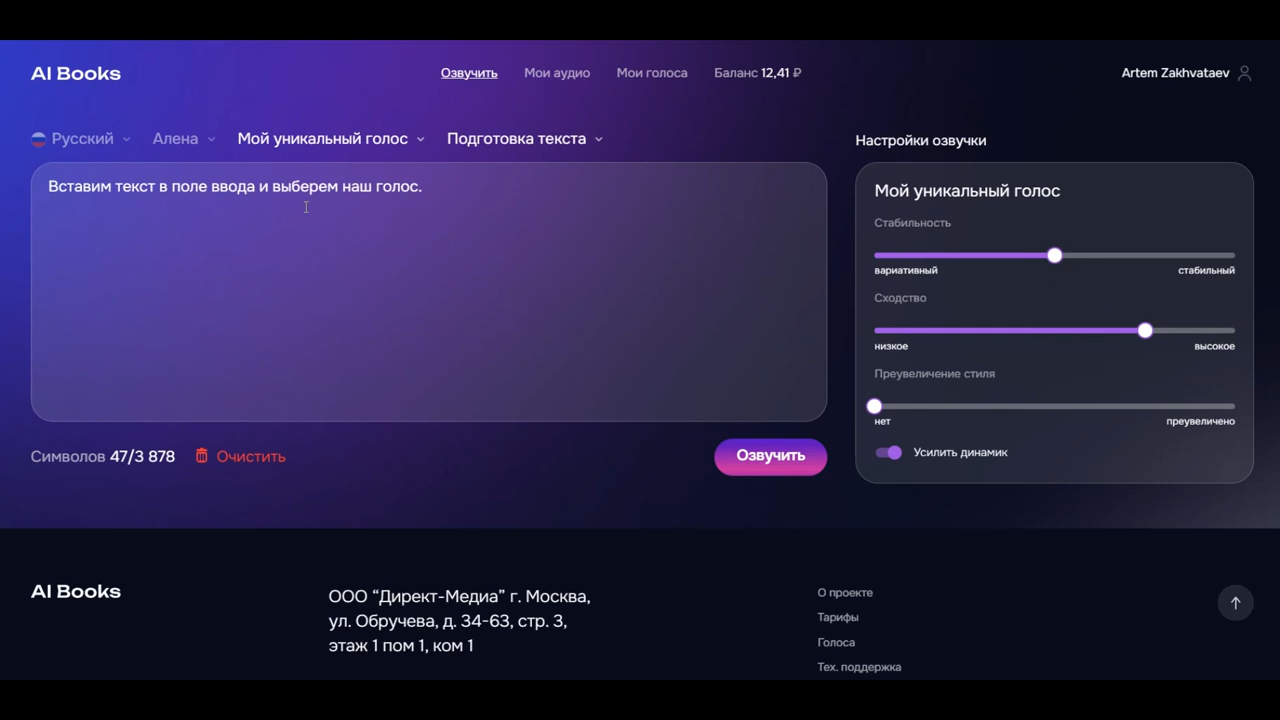 AI Books
Озвучить
Мои аудио
Мои голоса
Баланс 12,41 ₽
Artem Zakhvataev
Русский
Алена
Мой уникальный голос
Подготовка текста
Вставим текст в поле ввода и выберем наш голос.
Символов 47/3 878
Очистить
Озвучить
Настройки озвучки
Мой уникальный голос
Стабильность
вариативный
стабильный
Сходство
низкое
высокое
Преувеличение стиля
нет
преувеличено
Усилить динамик
AI Books
ООО “Директ-Медиа” г. Москва,
ул. Обручева, д. 34-63, стр. 3,
этаж 1 пом 1, ком 1
О проекте
Тарифы
Голоса
Тех. поддержка